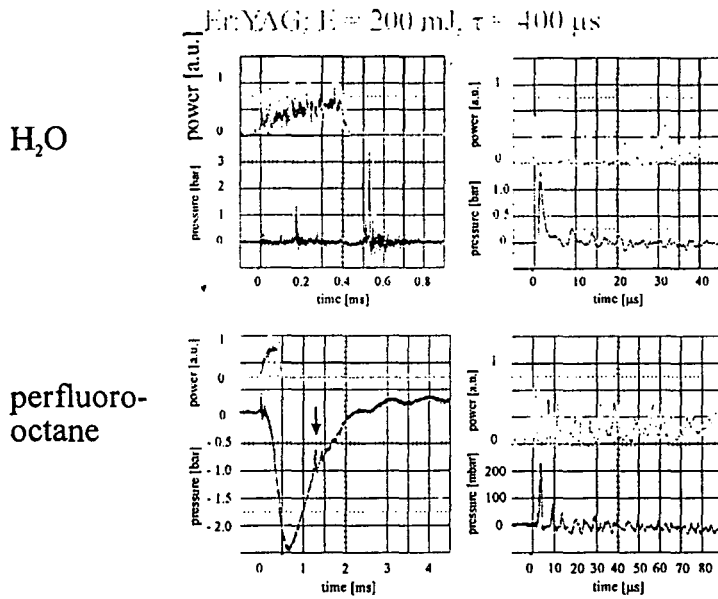 Er:YAG; E = 200 mJ, τ = 400 µs
H₂O
power [a.u.]
1
0
pressure [bar]
4
3
2
1
0
0 0.2 0.4 0.6 0.8
time [ms]
power [a.u.]
1
0
pressure [bar]
1.0
0.5
0
0 10 20 30 40
time [µs]
perfluoro-
octane
power [a.u.]
1
0
pressure [bar]
0
- 0.5
- 1.0
- 1.5
- 2.0
0 1 2 3 4
time [ms]
power [a.u.]
1
0
pressure [mbar]
200
100
0
0 10 20 30 40 50 60 70 80
time [µs]